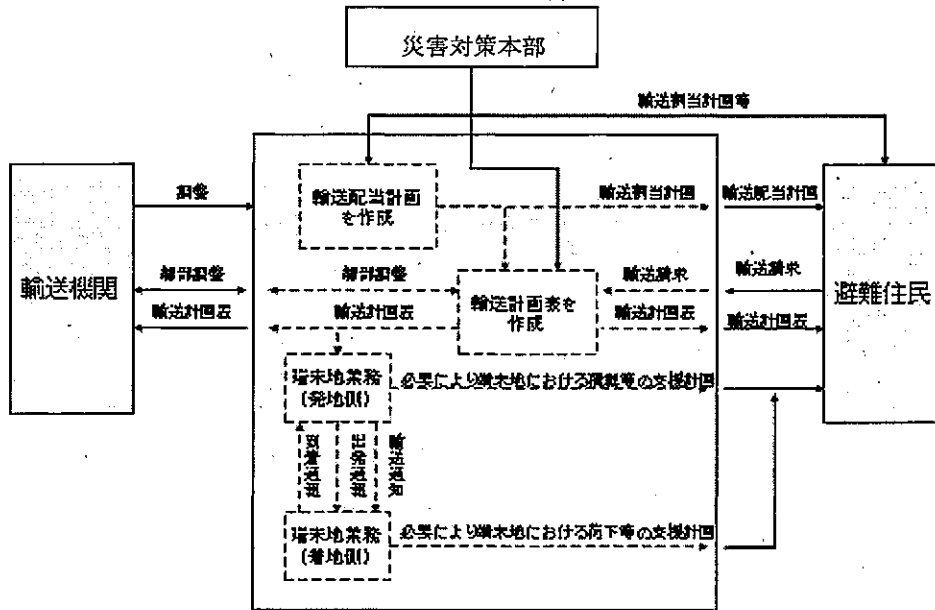 災害対策本部
輸送割当計画等
輸送機関
調整
輸送配当計画
を作成
輸送割当計画
輸送配当計画
細部調整
細部調整
輸送計画表を
作成
輸送請求
輸送請求
避難住民
輸送計画表
輸送計画表
輸送計画表
輸送計画表
端末地業務
(発地側)
必要により端末地における積載等の支援計画
到着通報
出発通報
輸送通知
端末地業務
(着地側)
必要により端末地における荷下等の支援計画